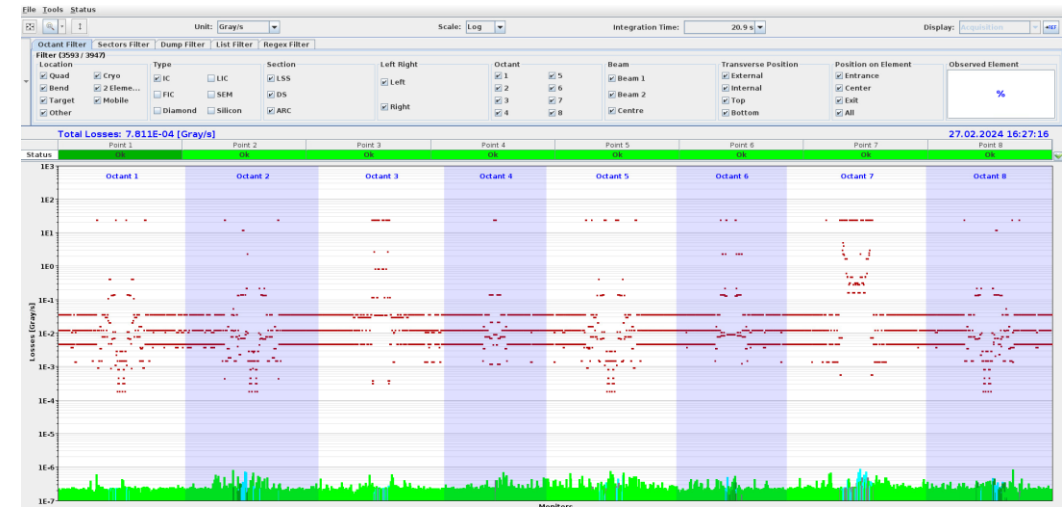 File Tools Status
Unit: Gray/s Scale: Log Integration Time: 20.9 s Display: Acquisition
Octant Filter Sectors Filter Dump Filter List Filter Regex Filter
Filter (3593 / 3947)
Location Type Section Left Right Octant Beam Transverse Position Position on Element Observed Element
Quad Cryo IC LIC LSS Left 1 5 Beam 1 External Entrance
Bend 2 Eleme... FIC SEM DS Right 2 6 Beam 2 Internal Center %
Target Mobile Diamond Silicon ARC 3 7 Centre Top Exit
Other 4 8 Bottom All
Total Losses: 7.811E-04 [Gray/s] 27.02.2024 16:27:16
Point 1 Point 2 Point 3 Point 4 Point 5 Point 6 Point 7 Point 8
Status Ok Ok Ok Ok Ok Ok Ok Ok
1E3
Octant 1 Octant 2 Octant 3 Octant 4 Octant 5 Octant 6 Octant 7 Octant 8
1E2
1E1
1E0
1E-1
1E-2
1E-3
1E-4
1E-5
1E-6
1E-7
Losses [Gray/s]
Monitors